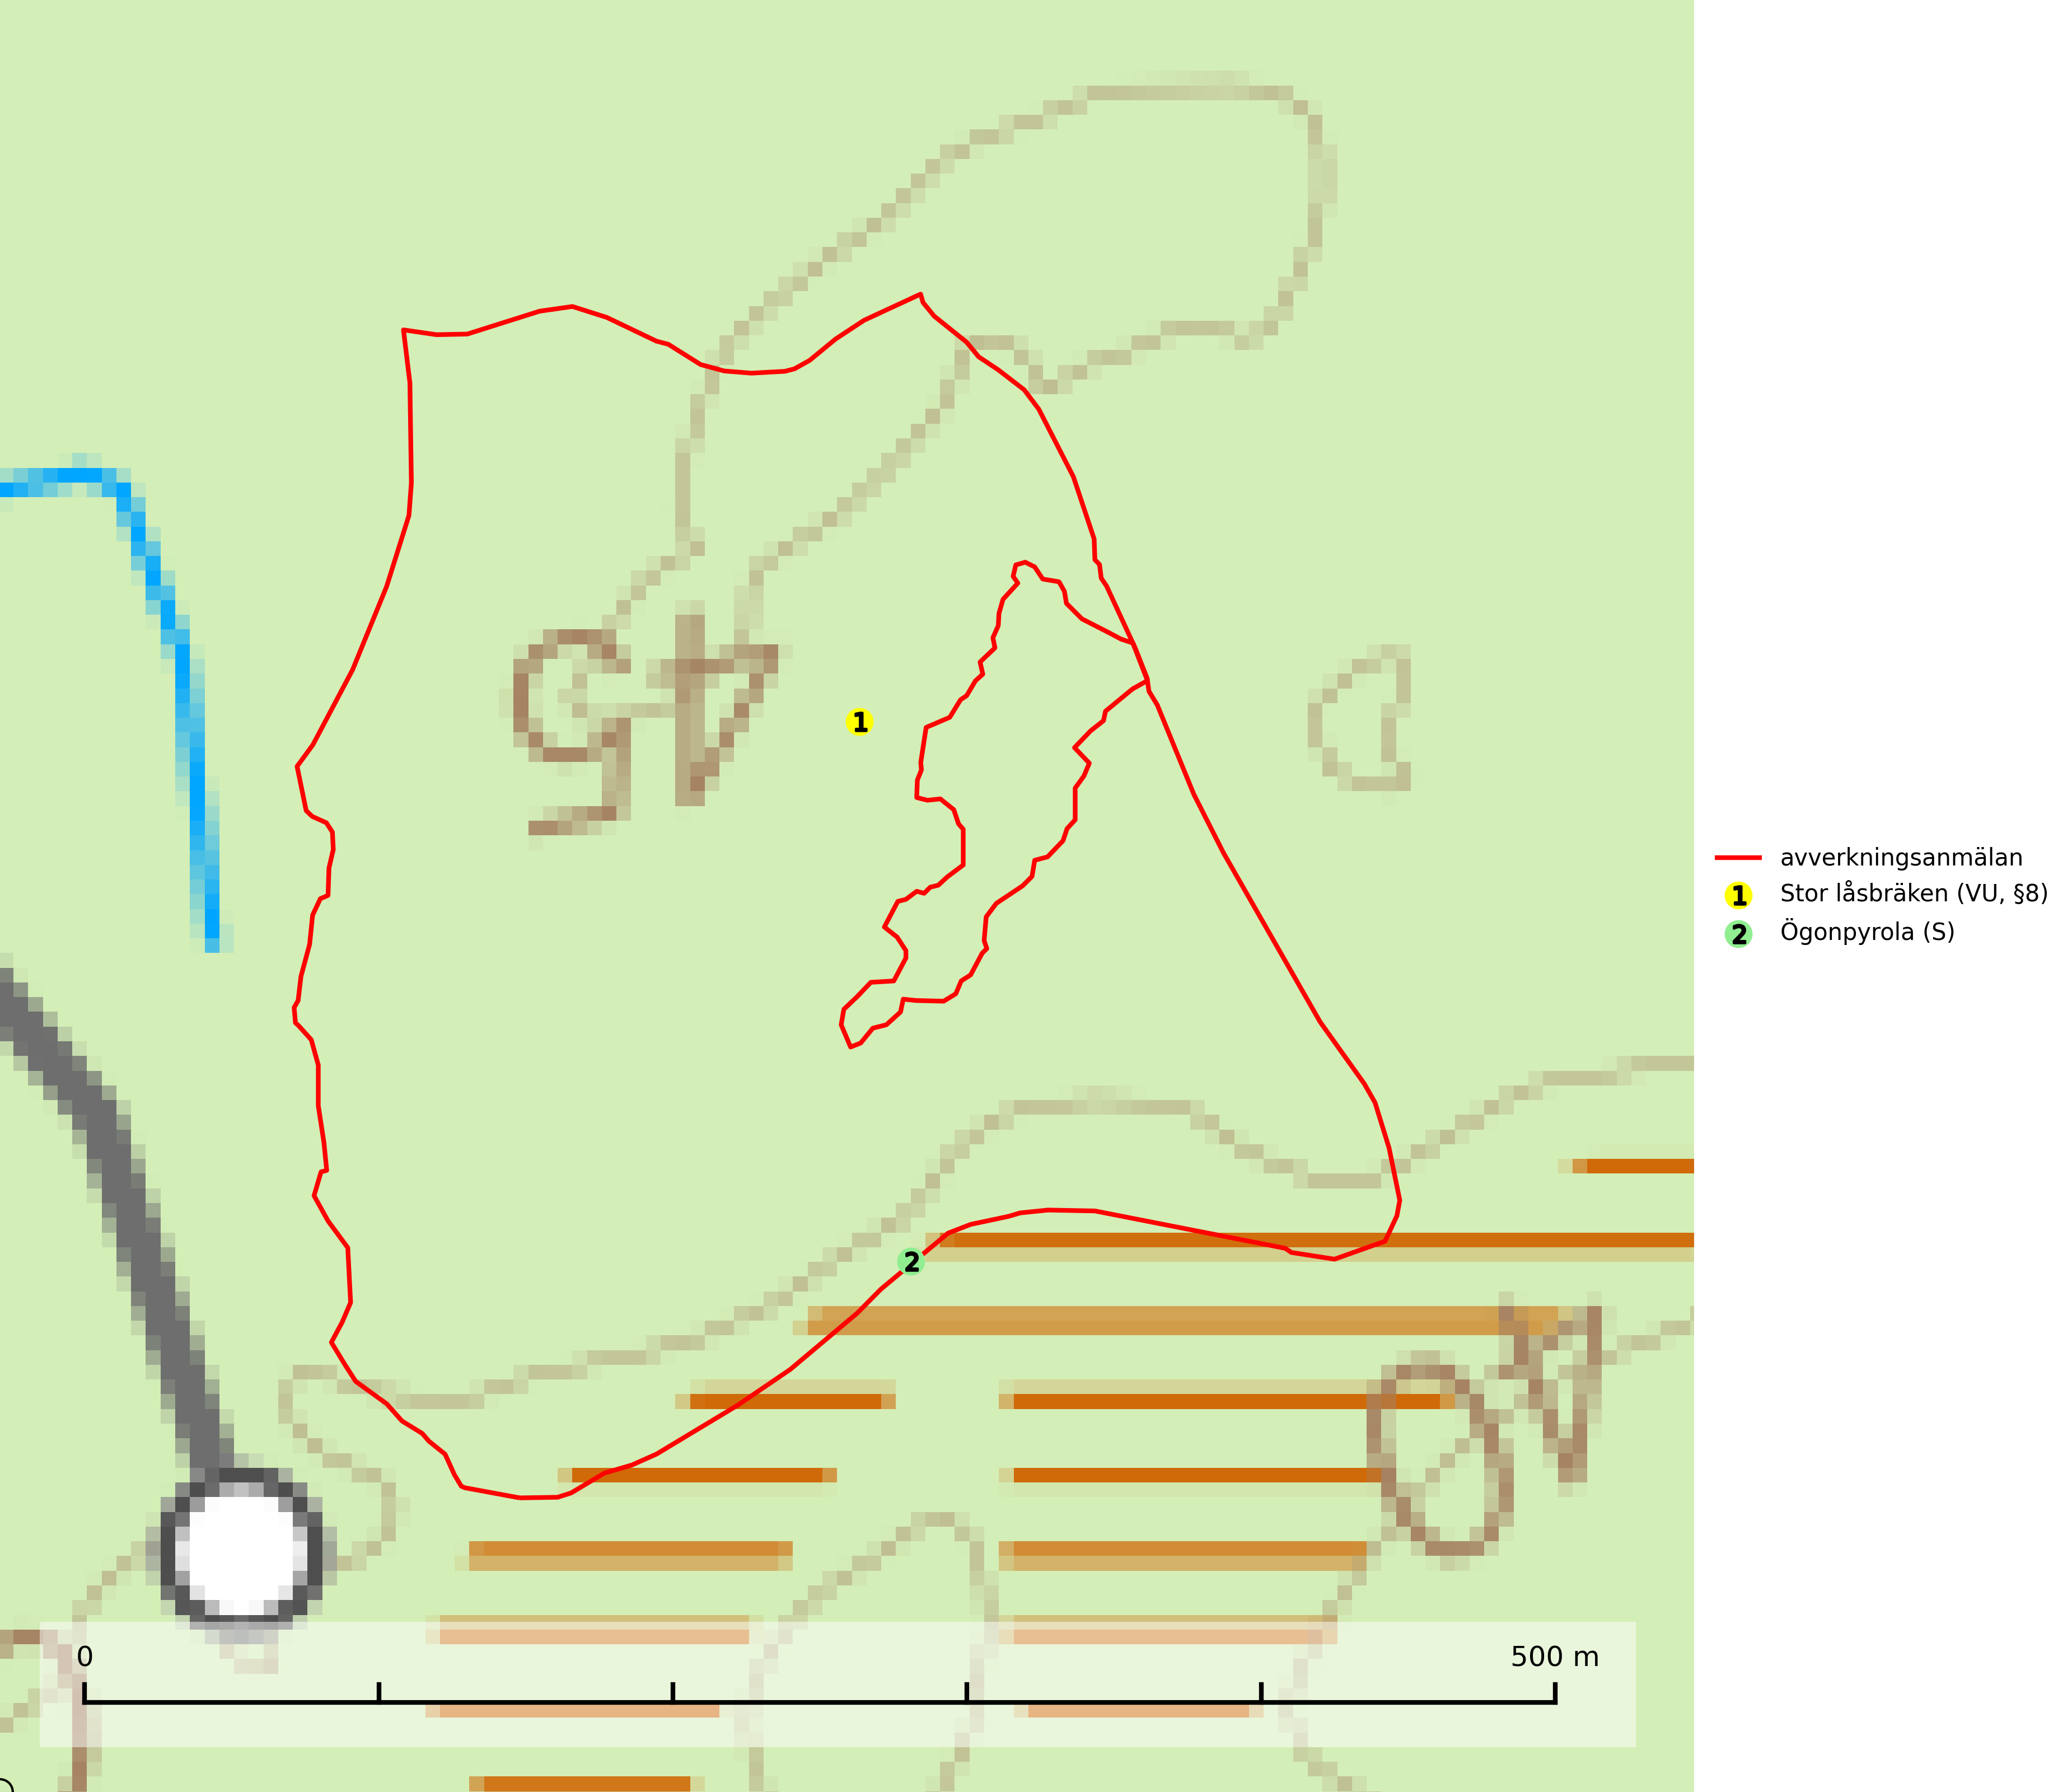 1
2
avverkningsanmälan
1 Stor låsbräken (VU, §8)
2 Ögonpyrola (S)
0 500 m